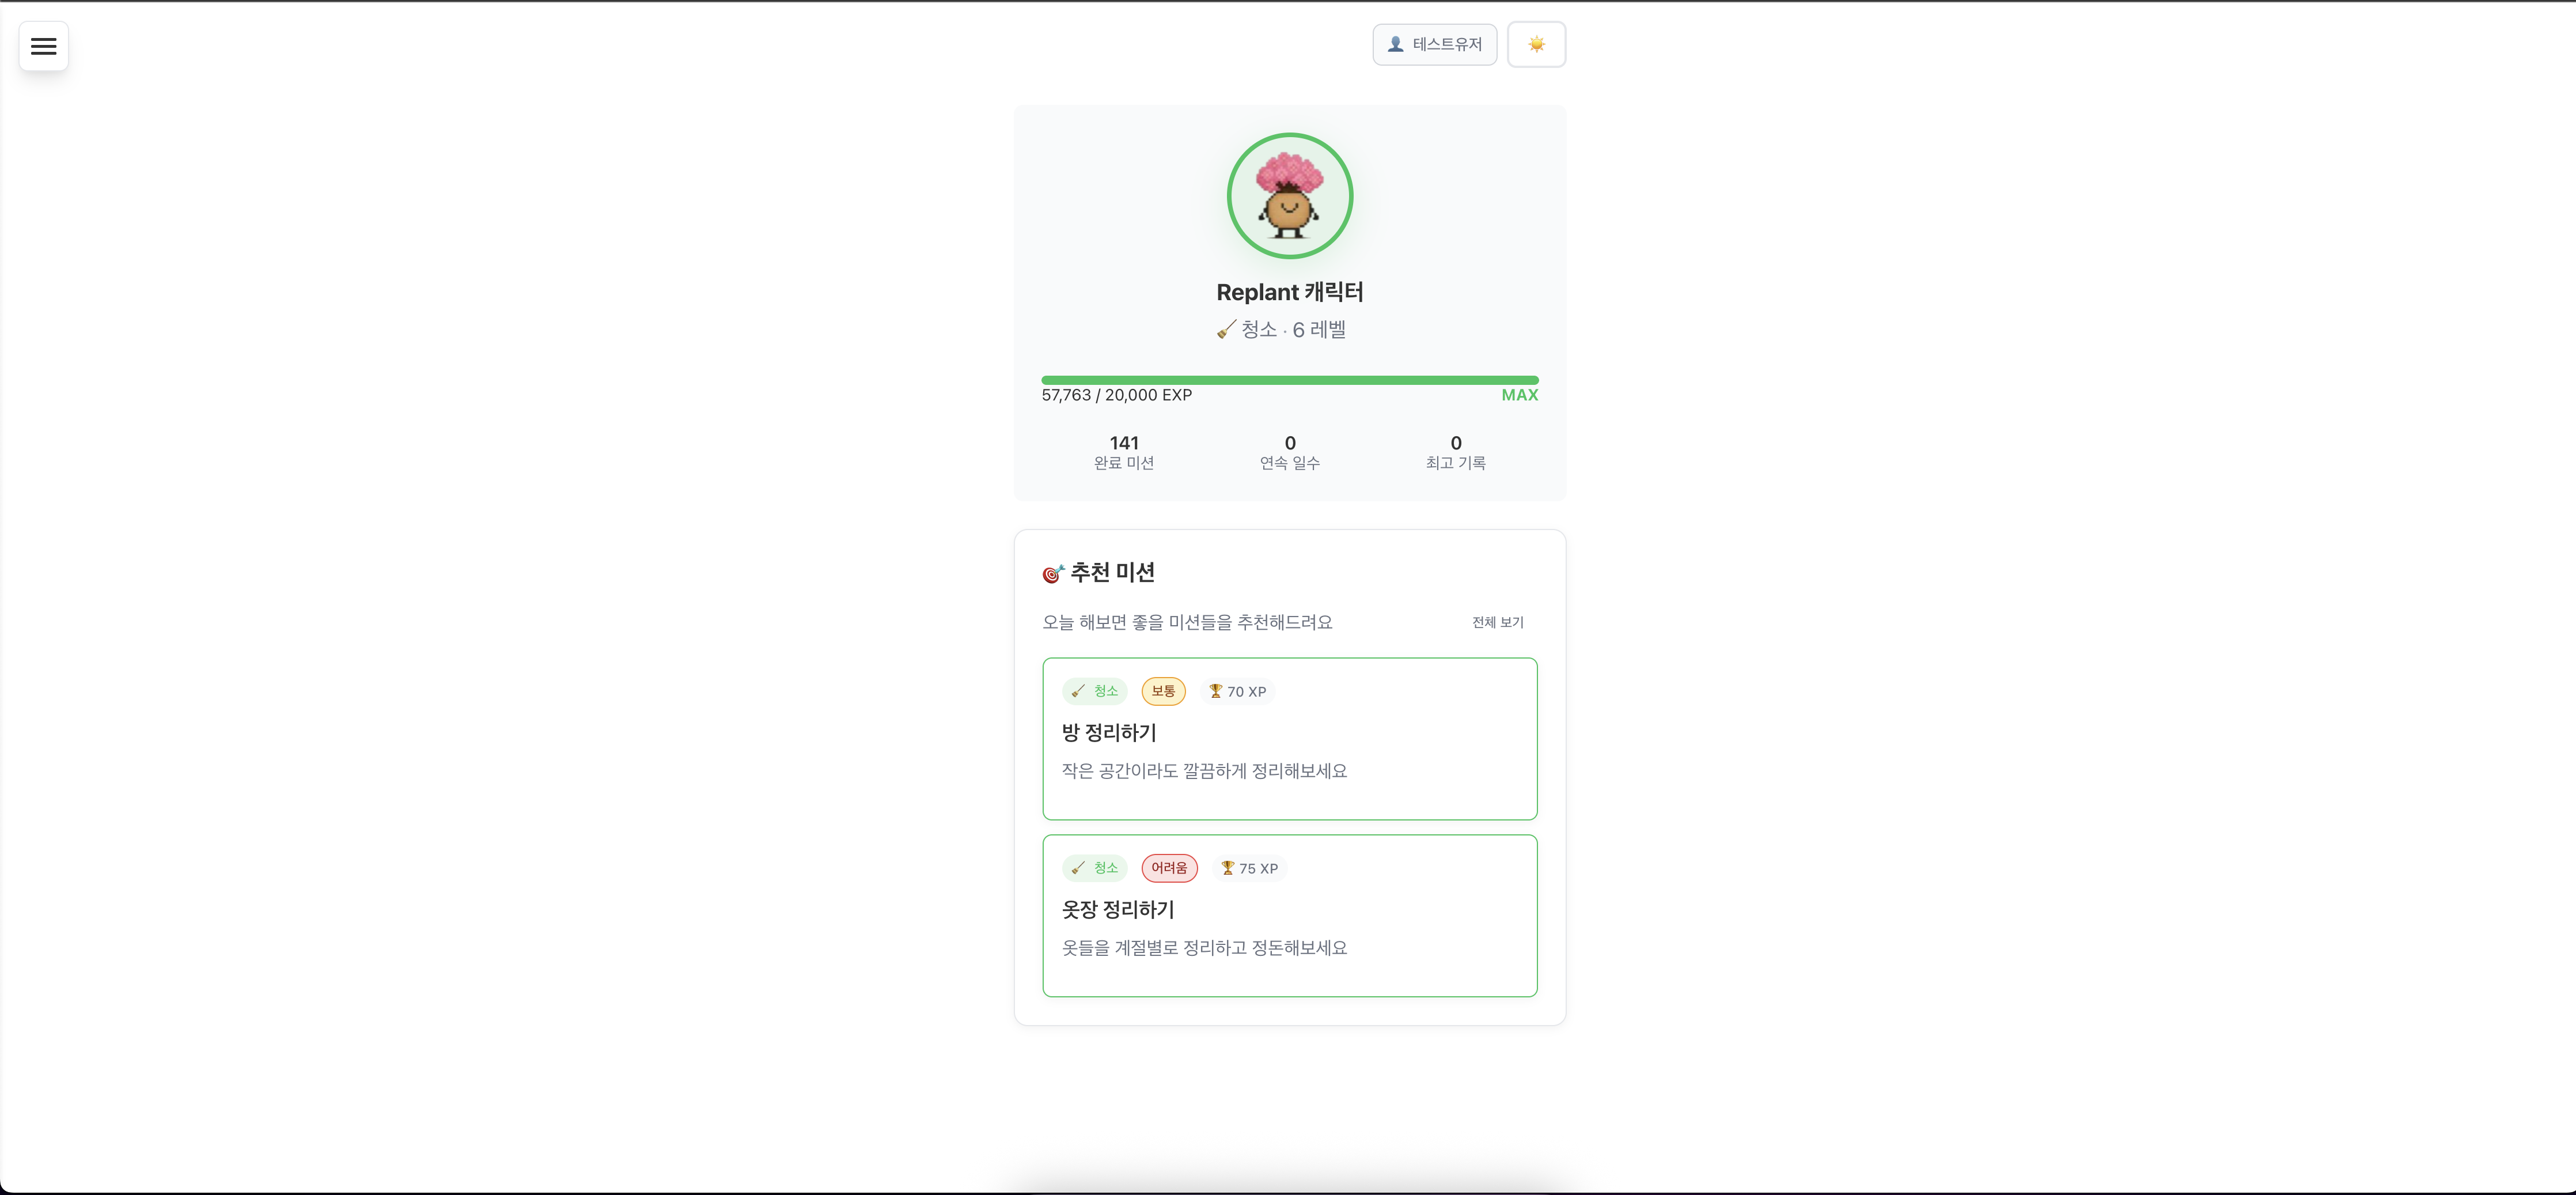 테스트유저
Replant 캐릭터
청소 · 6 레벨
57,763 / 20,000 EXP MAX
141 0 0
완료 미션 연속 일수 최고 기록
추천 미션
오늘 해보면 좋을 미션들을 추천해드려요 전체 보기
청소 보통 70 XP
방 정리하기
작은 공간이라도 깔끔하게 정리해보세요
청소 어려움 75 XP
옷장 정리하기
옷들을 계절별로 정리하고 정돈해보세요